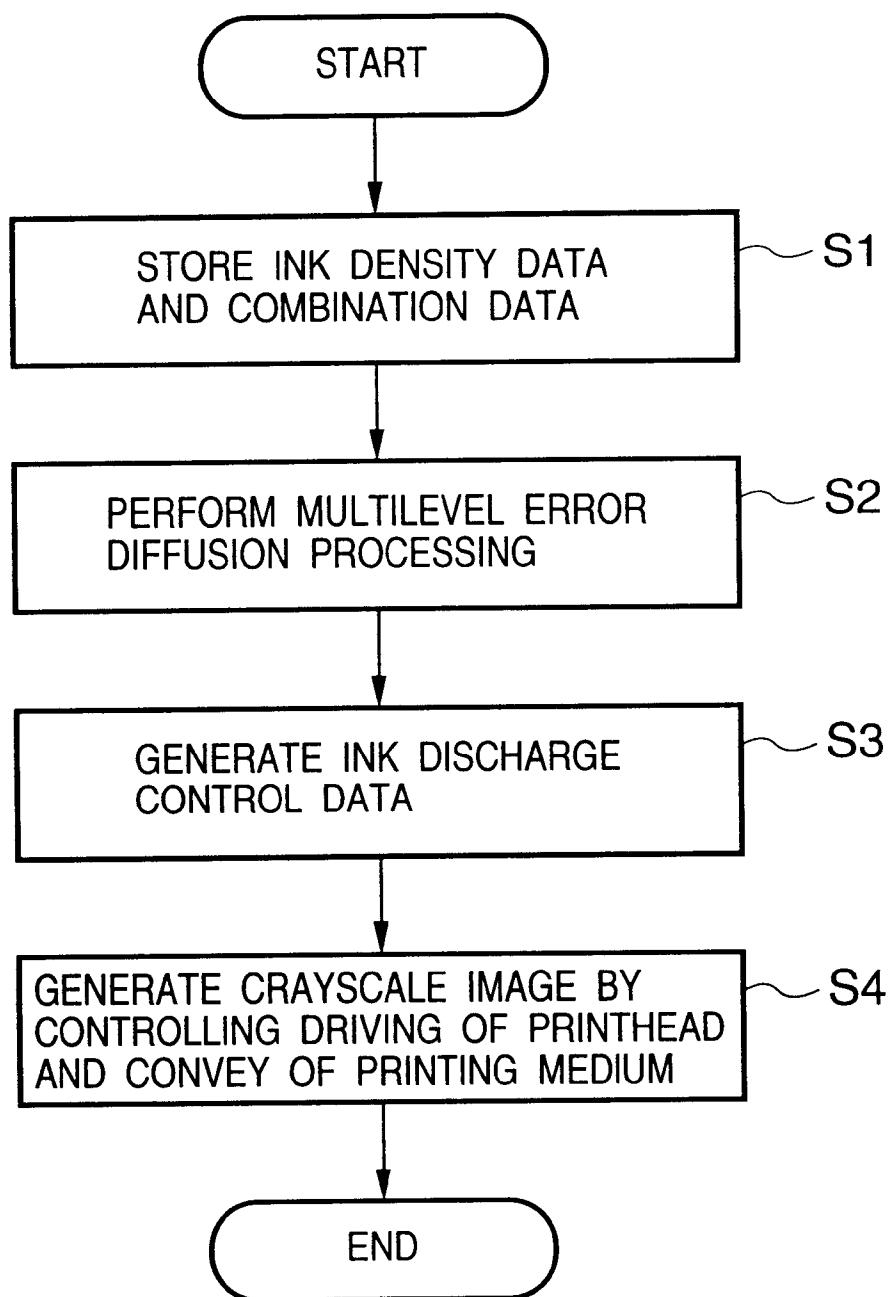 START
STORE INK DENSITY DATA
AND COMBINATION DATA
S1
PERFORM MULTILEVEL ERROR
DIFFUSION PROCESSING
S2
GENERATE INK DISCHARGE
CONTROL DATA
S3
GENERATE CRAYSCALE IMAGE BY
CONTROLLING DRIVING OF PRINTHEAD
AND CONVEY OF PRINTING MEDIUM
S4
END